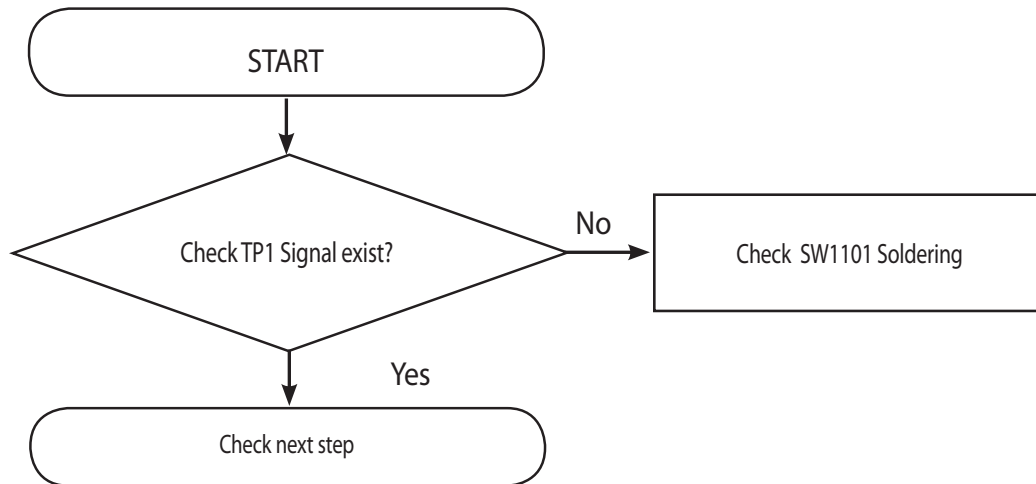 START
Check TP1 Signal exist?
No
Check SW1101 Soldering
Yes
Check next step